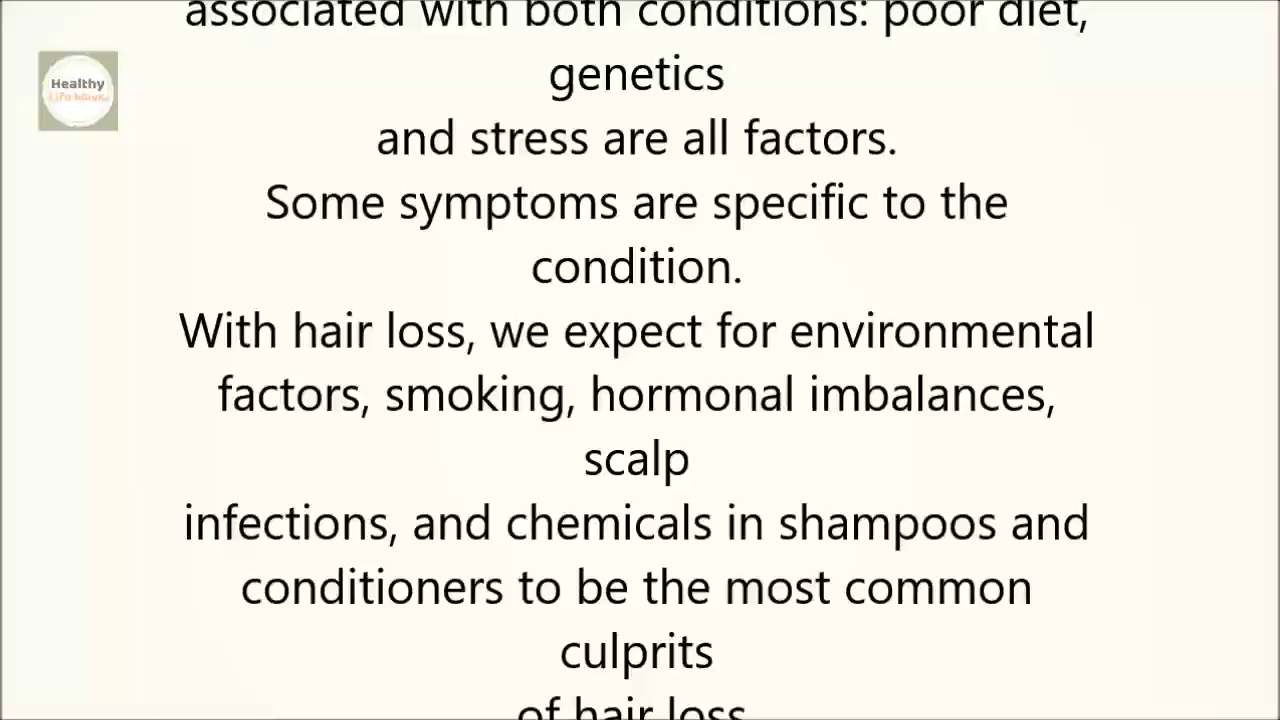 associated with both conditions: poor diet,
Healthy
genetics
and stress are all factors.
Some symptoms are specific to the
condition.
With hair loss, we expect for environmental
factors, smoking, hormonal imbalances,
scalp
infections, and chemicals in shampoos and
conditioners to be the most common
culprits
of hair loss